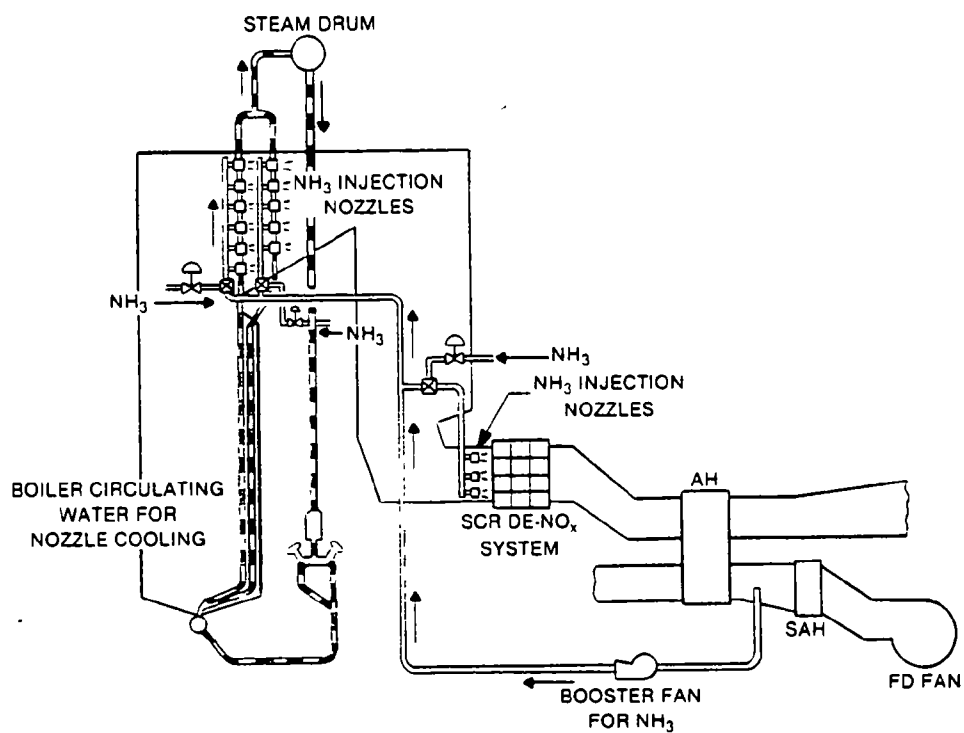 STEAM DRUM
NH₃ INJECTION
NOZZLES
NH₃
NH₃
NH₃
NH₃ INJECTION
NOZZLES
BOILER CIRCULATING
WATER FOR
NOZZLE COOLING
SCR DE-NOₓ
SYSTEM
AH
SAH
FD FAN
BOOSTER FAN
FOR NH₃